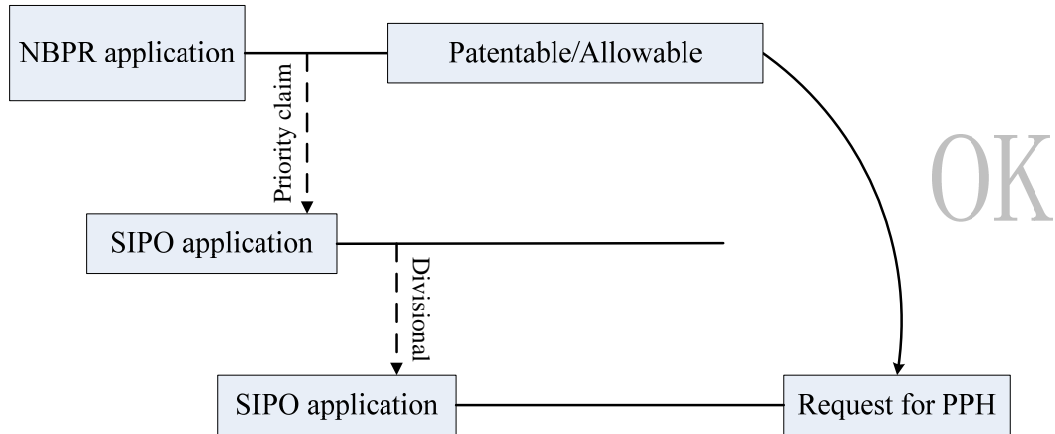 NBPR application
Patentable/Allowable
Priority claim
OK
SIPO application
Divisional
SIPO application
Request for PPH